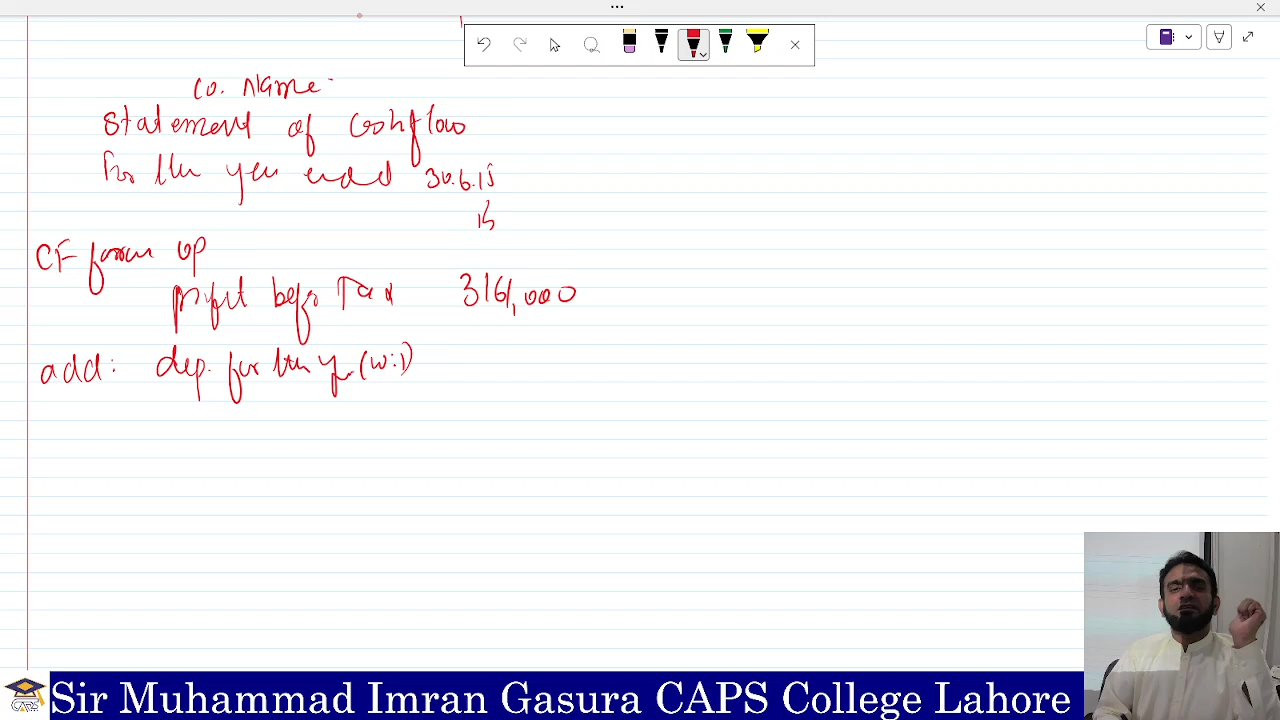 co. Name
Statement of Cashflow
For the year ended 30.6.15
CF from op
profit before Tax 316,000
add: dep. for the yr (W:1)
CAPS
Sir Muhammad Imran Gasura CAPS College Lahore